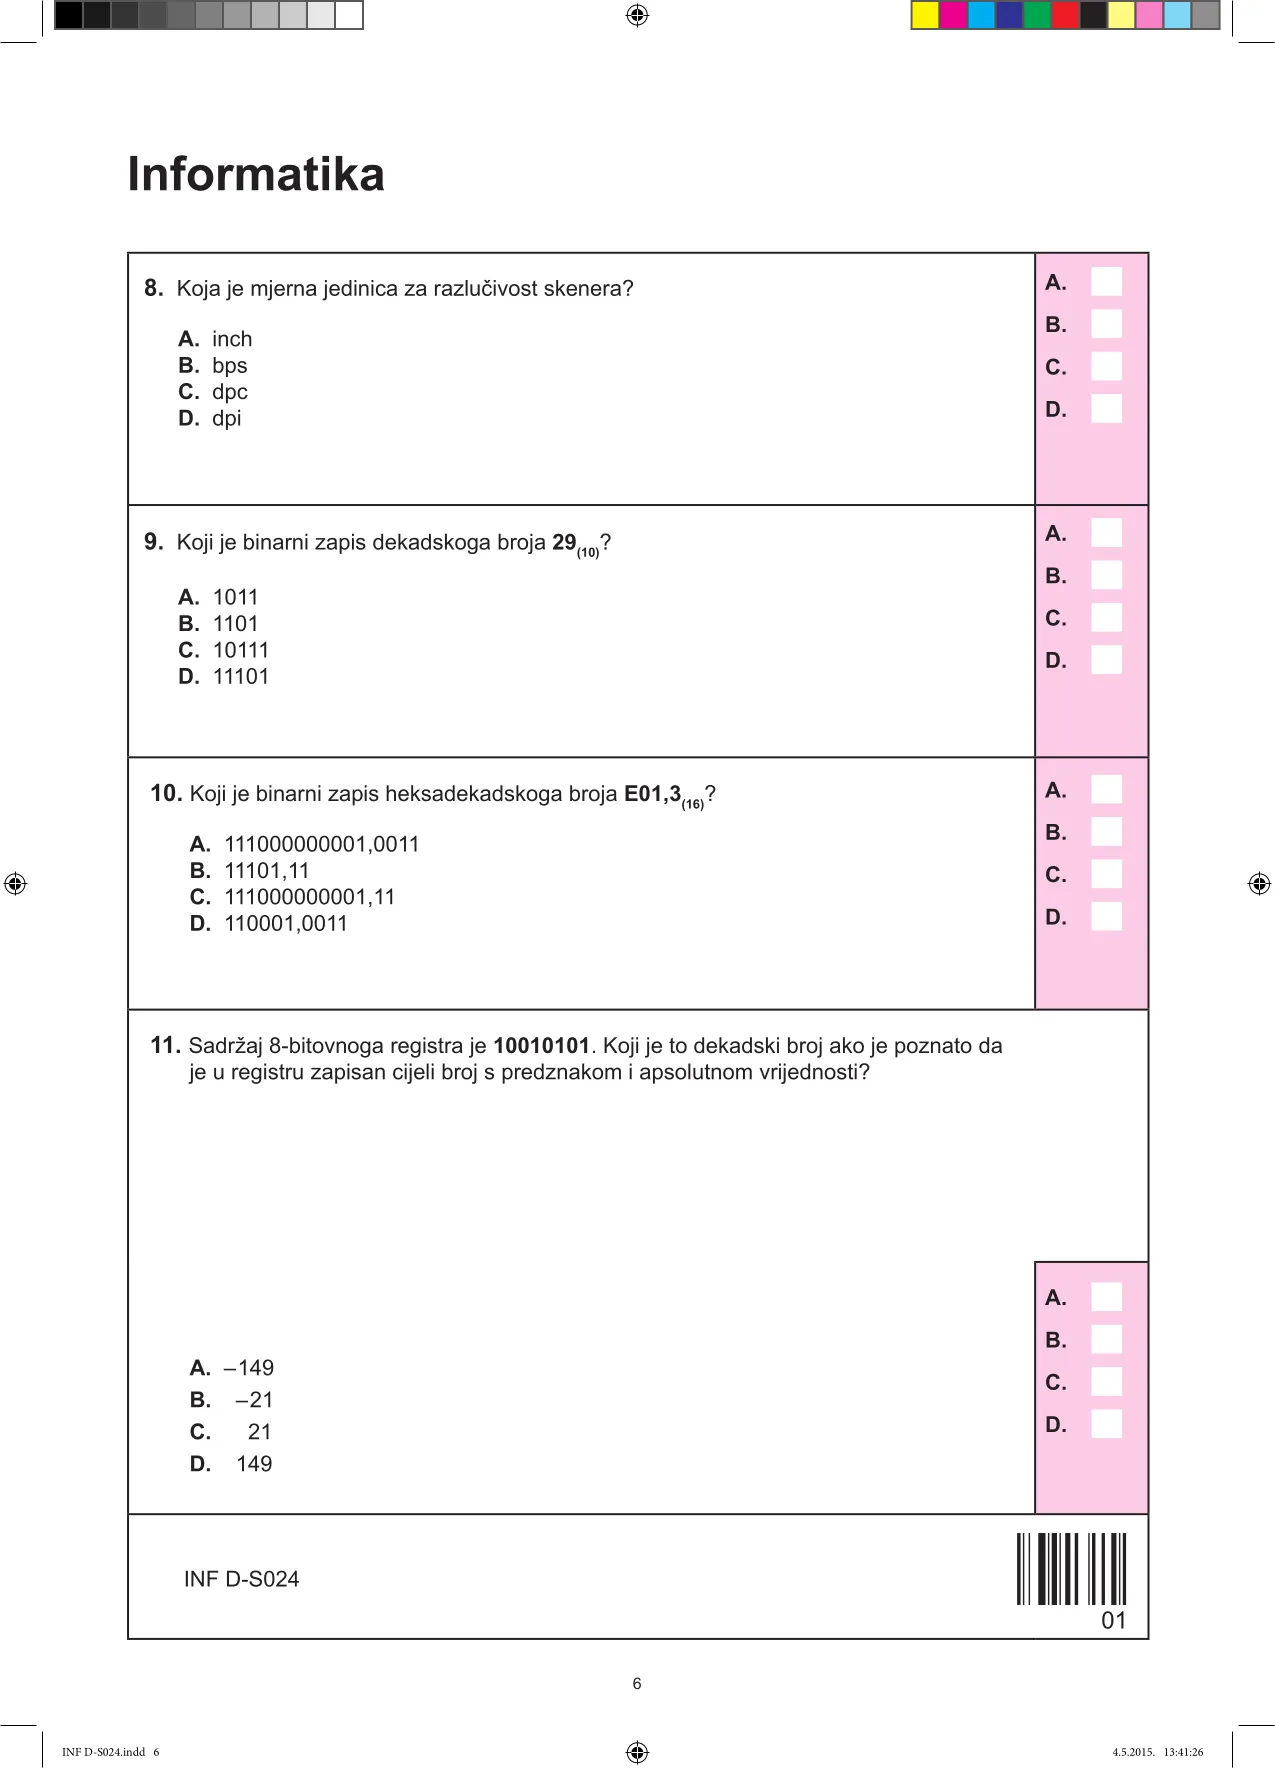 Informatika
8. Koja je mjerna jedinica za razlučivost skenera?
A. inch
B. bps
C. dpc
D. dpi
A.
B.
C.
D.
9. Koji je binarni zapis dekadskoga broja 29(10)?
A. 1011
B. 1101
C. 10111
D. 11101
A.
B.
C.
D.
10. Koji je binarni zapis heksadekadskoga broja E01,3(16)?
A. 111000000001,0011
B. 11101,11
C. 111000000001,11
D. 110001,0011
A.
B.
C.
D.
11. Sadržaj 8-bitovnoga registra je 10010101. Koji je to dekadski broj ako je poznato da
je u registru zapisan cijeli broj s predznakom i apsolutnom vrijednosti?
A. –149
B. –21
C. 21
D. 149
A.
B.
C.
D.
INF D-S024
01
6
INF D-S024.indd 6
4.5.2015. 13:41:26